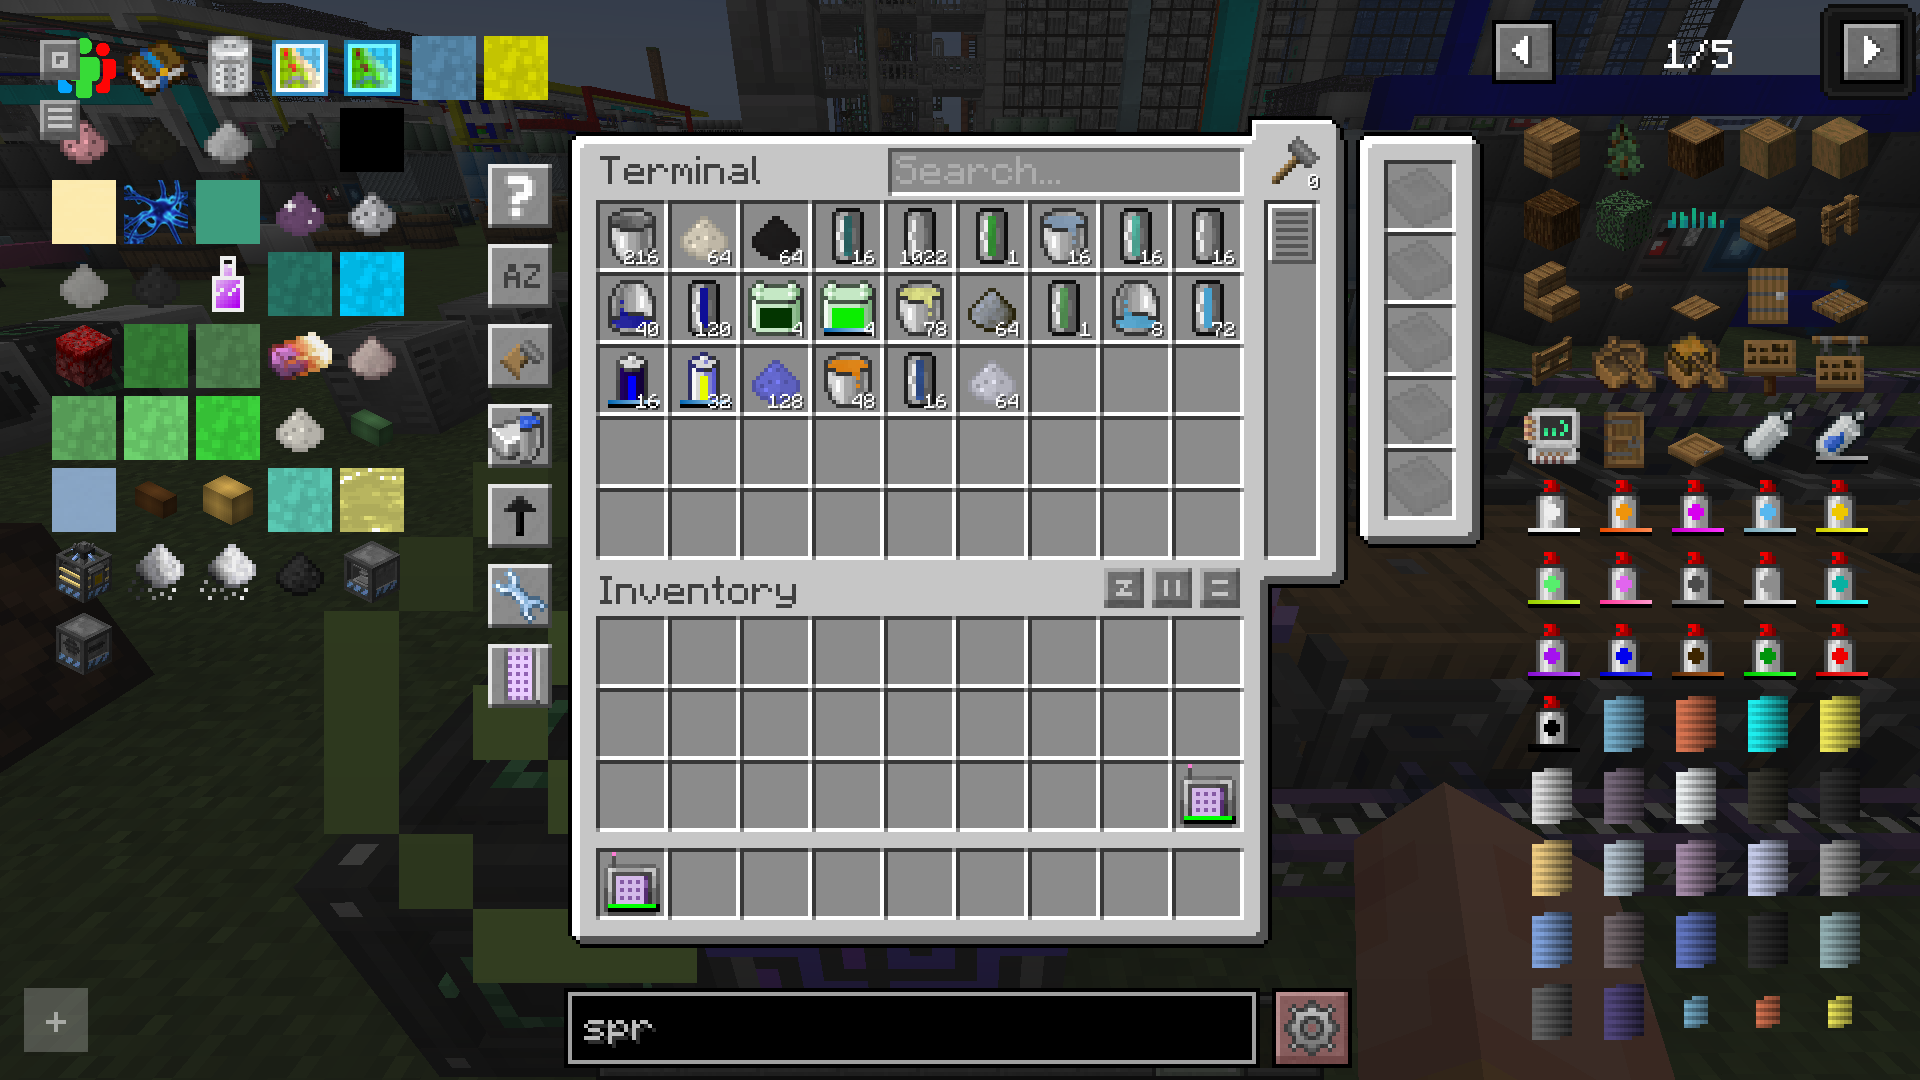 1/5
Terminal
Search...
0
?
216 64 64 16 1022 1 16 16 16
AZ
40 120 4 4 78 64 1 8 72
16 32 128 48 16 64
Inventory
spr